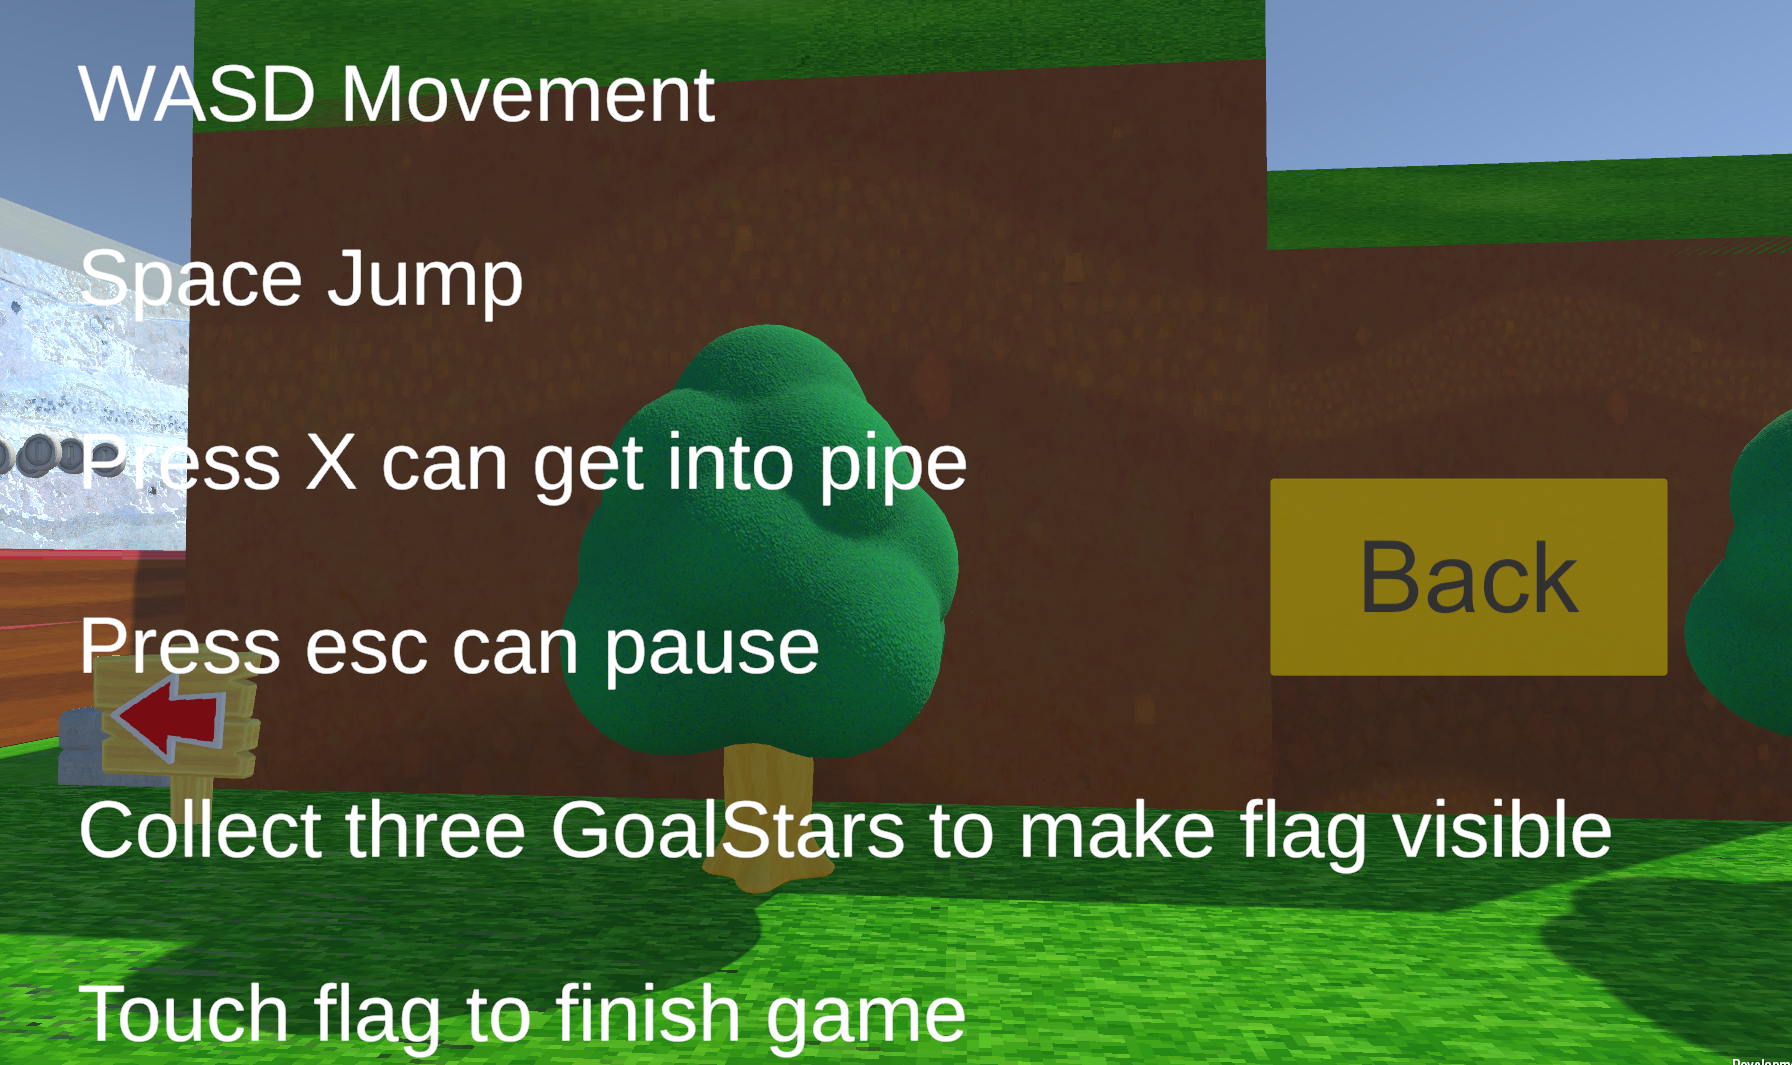 WASD Movement
Space Jump
Press X can get into pipe
Press esc can pause
Back
Collect three GoalStars to make flag visible
Touch flag to finish game